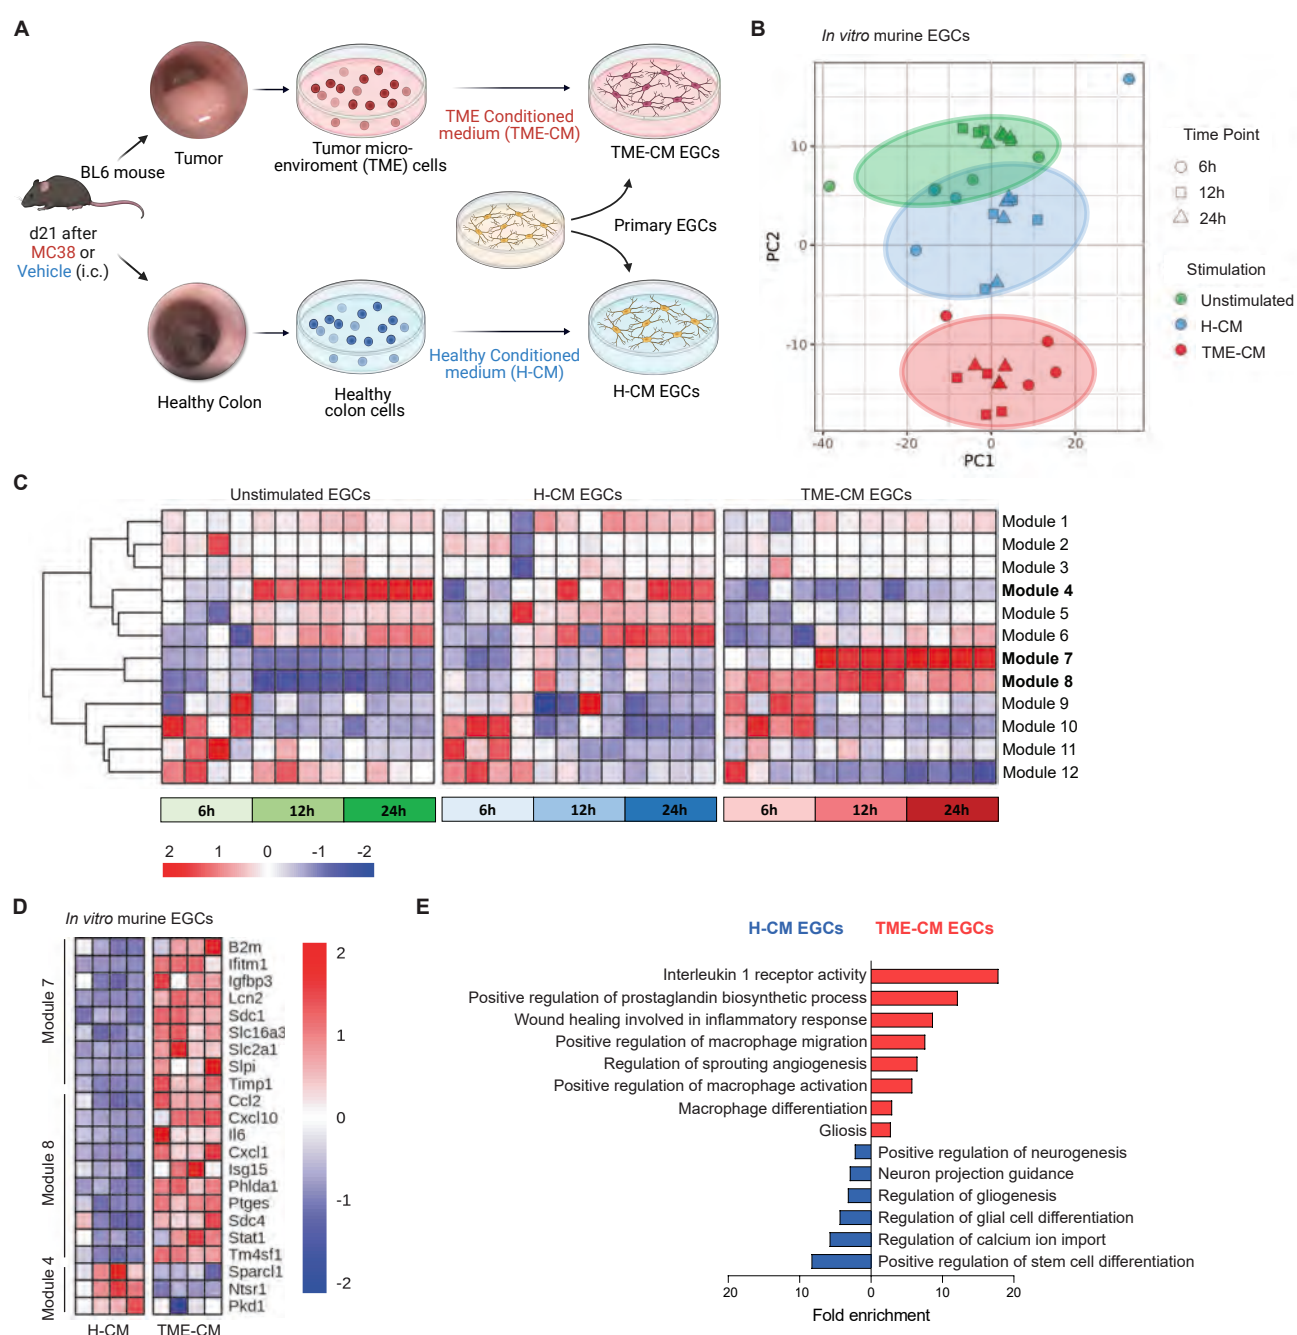 A
Tumor
BL6 mouse
d21 after
MC38 or
Vehicle (i.c.)
Healthy Colon
Tumor micro-
enviroment (TME) cells
TME Conditioned
medium (TME-CM)
TME-CM EGCs
Primary EGCs
Healthy
colon cells
Healthy Conditioned
medium (H-CM)
H-CM EGCs
B
In vitro murine EGCs
PC2
10
0
-10
-40
-20
0
20
PC1
Time Point
6h
12h
24h
Stimulation
Unstimulated
H-CM
TME-CM
C
Unstimulated EGCs
H-CM EGCs
TME-CM EGCs
Module 1
Module 2
Module 3
Module 4
Module 5
Module 6
Module 7
Module 8
Module 9
Module 10
Module 11
Module 12
6h 12h 24h
6h 12h 24h
6h 12h 24h
2 1 0 -1 -2
D
In vitro murine EGCs
Module 7
Module 8
Module 4
B2m
Ifitm1
Igfbp3
Lcn2
Sdc1
Slc16a3
Slc2a1
Slpi
Timp1
Ccl2
Cxcl10
Il6
Cxcl1
Isg15
Phlda1
Ptges
Sdc4
Stat1
Tm4sf1
Sparcl1
Ntsr1
Pkd1
H-CM
TME-CM
2
1
0
-1
-2
E
H-CM EGCs
TME-CM EGCs
Interleukin 1 receptor activity
Positive regulation of prostaglandin biosynthetic process
Wound healing involved in inflammatory response
Positive regulation of macrophage migration
Regulation of sprouting angiogenesis
Positive regulation of macrophage activation
Macrophage differentiation
Gliosis
Positive regulation of neurogenesis
Neuron projection guidance
Regulation of gliogenesis
Regulation of glial cell differentiation
Regulation of calcium ion import
Positive regulation of stem cell differentiation
20 10 0 10 20
Fold enrichment